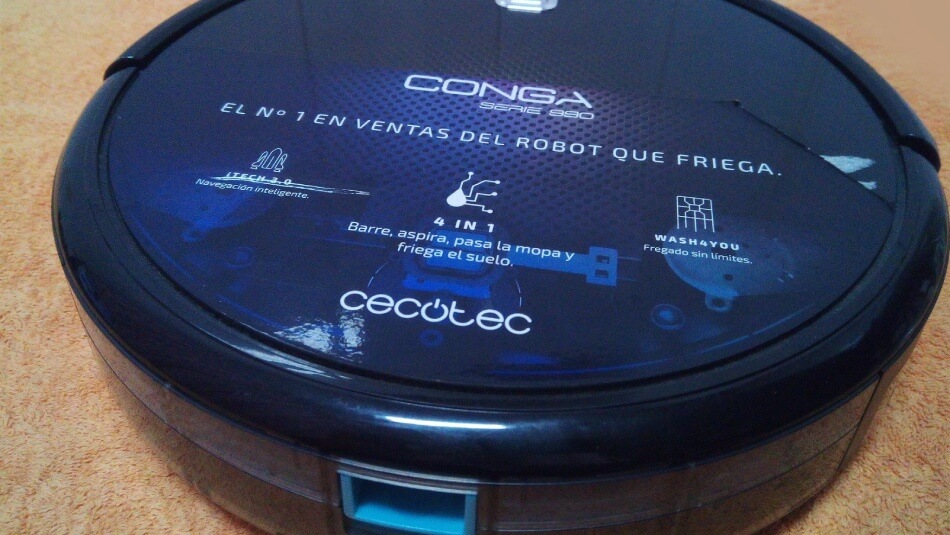 CONGA
SERIE 990
EL Nº 1 EN VENTAS DEL ROBOT QUE FRIEGA.
iTECH 2.0
Navegación inteligente.
4 IN 1
Barre, aspira, pasa la mopa y
friega el suelo.
WASH4YOU
Fregado sin límites.
cecotec